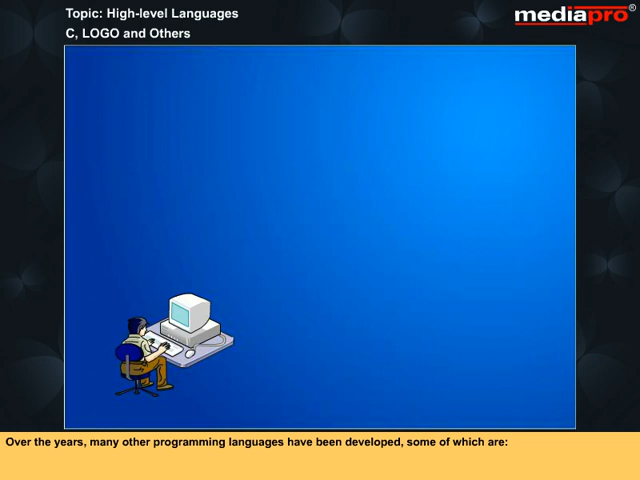 Topic: High-level Languages
mediapro®
C, LOGO and Others
Over the years, many other programming languages have been developed, some of which are: